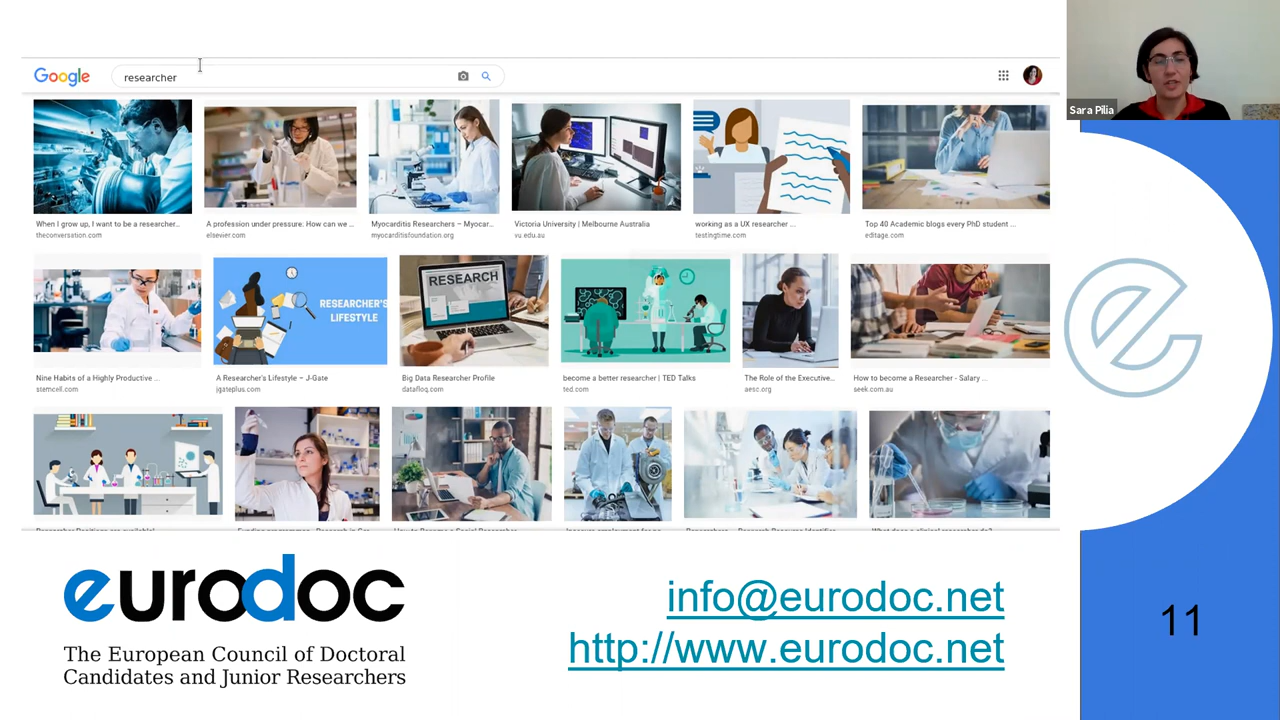 Google
researcher
Sara Pilia
When I grow up, I want to be a researcher...
theconversation.com
A profession under pressure: How can we ...
elsevier.com
Myocarditis Researchers – Myocar...
myocarditisfoundation.org
Victoria University | Melbourne Australia
vu.edu.au
working as a UX researcher ...
testingtime.com
Top 40 Academic blogs every PhD student ...
editage.com
RESEARCHER'S
LIFESTYLE
RESEARCH
Nine Habits of a Highly Productive ...
stemcell.com
A Researcher's Lifestyle – J-Gate
jgateplus.com
Big Data Researcher Profile
datafloq.com
become a better researcher | TED Talks
ted.com
The Role of the Executive...
aesc.org
How to become a Researcher - Salary ...
seek.com.au
eurodoc
The European Council of Doctoral
Candidates and Junior Researchers
info@eurodoc.net
http://www.eurodoc.net
11